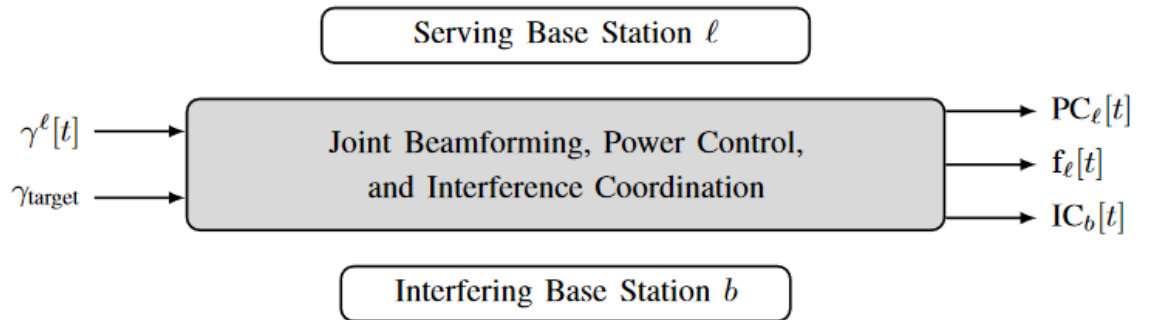 Serving Base Station ℓ
γ^ℓ[t]
γ_target
Joint Beamforming, Power Control,
and Interference Coordination
PC_ℓ[t]
f_ℓ[t]
IC_b[t]
Interfering Base Station b